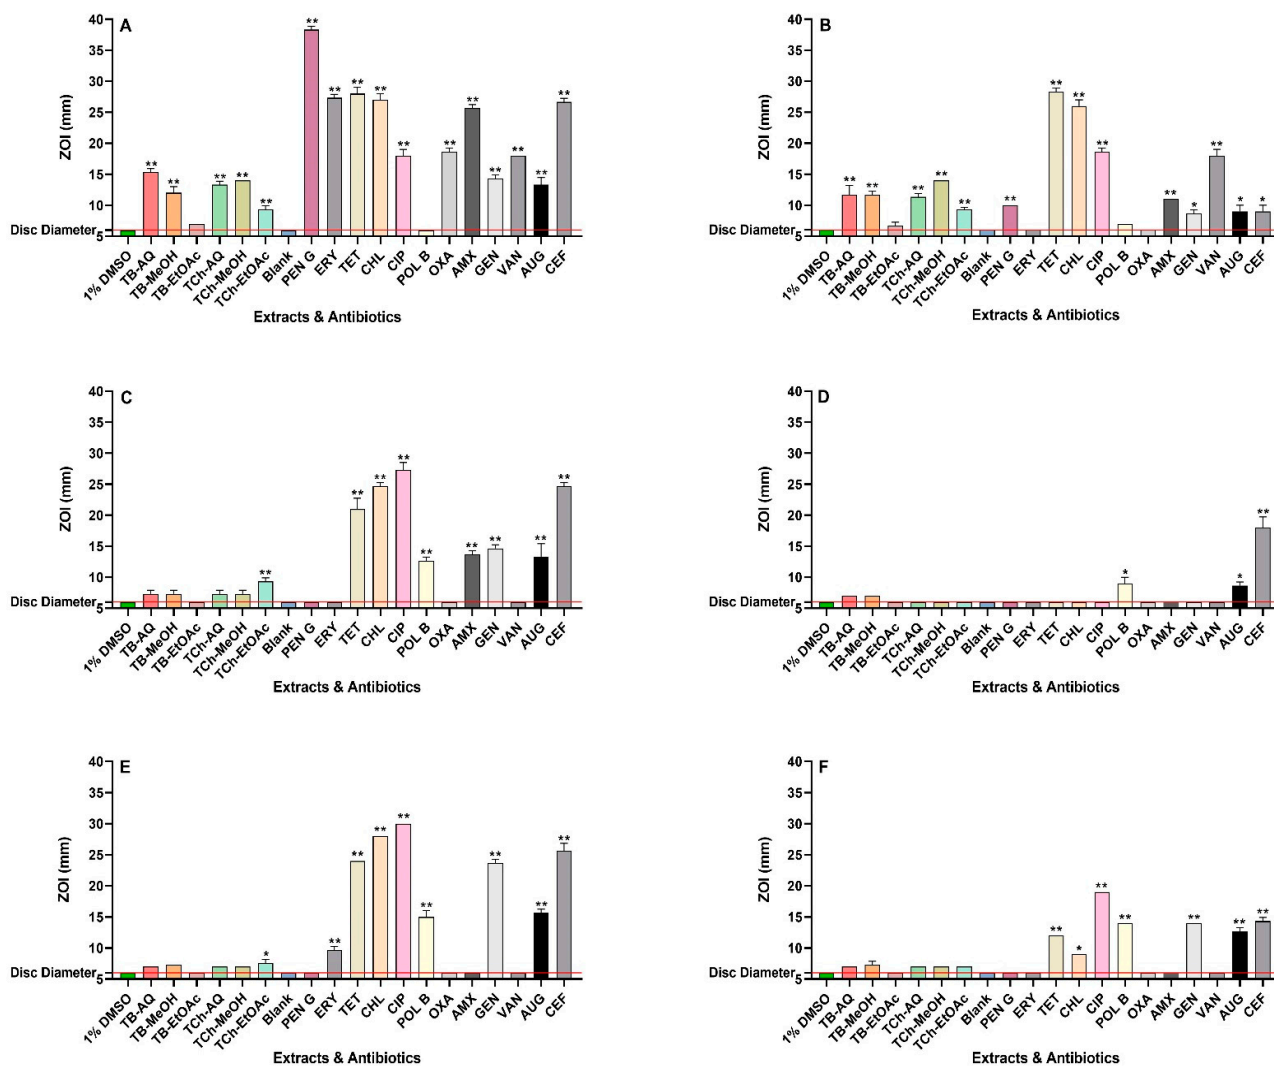 A
ZOI (mm)
40
35
30
25
20
15
10
5
Disc Diameter
** ** ** ** ** ** ** ** ** ** ** ** ** ** ** ** **
1% DMSO TB-AQ TB-MeOH TB-EtOAc TCh-AQ TCh-MeOH TCh-EtOAc Blank PEN G ERY TET CHL CIP POL B OXA AMX GEN VAN AUG CEF
Extracts & Antibiotics
B
ZOI (mm)
40
35
30
25
20
15
10
5
Disc Diameter
** ** ** ** ** ** ** ** ** ** * ** * *
1% DMSO TB-AQ TB-MeOH TB-EtOAc TCh-AQ TCh-MeOH TCh-EtOAc Blank PEN G ERY TET CHL CIP POL B OXA AMX GEN VAN AUG CEF
Extracts & Antibiotics
C
ZOI (mm)
40
35
30
25
20
15
10
5
Disc Diameter
** ** ** ** ** ** ** ** **
1% DMSO TB-AQ TB-MeOH TB-EtOAc TCh-AQ TCh-MeOH TCh-EtOAc Blank PEN G ERY TET CHL CIP POL B OXA AMX GEN VAN AUG CEF
Extracts & Antibiotics
D
ZOI (mm)
40
35
30
25
20
15
10
5
Disc Diameter
* * **
1% DMSO TB-AQ TB-MeOH TB-EtOAc TCh-AQ TCh-MeOH TCh-EtOAc Blank PEN G ERY TET CHL CIP POL B OXA AMX GEN VAN AUG CEF
Extracts & Antibiotics
E
ZOI (mm)
40
35
30
25
20
15
10
5
Disc Diameter
* ** ** ** ** ** ** ** **
1% DMSO TB-AQ TB-MeOH TB-EtOAc TCh-AQ TCh-MeOH TCh-EtOAc Blank PEN G ERY TET CHL CIP POL B OXA AMX GEN VAN AUG CEF
Extracts & Antibiotics
F
ZOI (mm)
40
35
30
25
20
15
10
5
Disc Diameter
** * ** ** ** ** **
1% DMSO TB-AQ TB-MeOH TB-EtOAc TCh-AQ TCh-MeOH TCh-EtOAc Blank PEN G ERY TET CHL CIP POL B OXA AMX GEN VAN AUG CEF
Extracts & Antibiotics